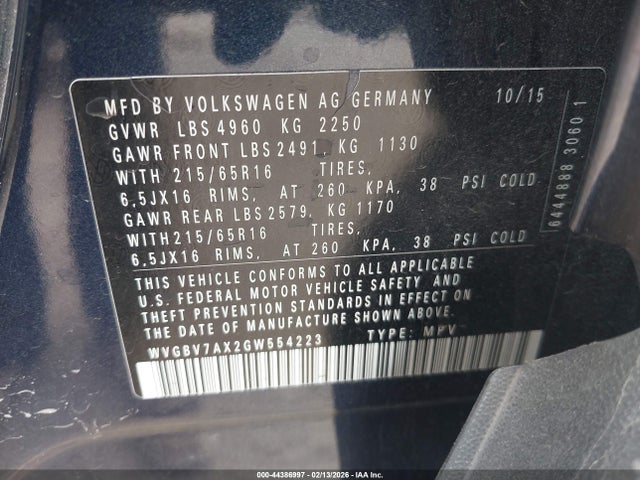 MFD BY VOLKSWAGEN AG GERMANY 10/15
GVWR LBS 4960 KG 2250
GAWR FRONT LBS 2491, KG 1130
WITH 215/65R16 TIRES,
6,5JX16 RIMS, AT 260 KPA, 38 PSI COLD
GAWR REAR LBS 2579, KG 1170
WITH 215/65R16 TIRES,
6,5JX16 RIMS, AT 260 KPA, 38 PSI COLD
THIS VEHICLE CONFORMS TO ALL APPLICABLE
U.S. FEDERAL MOTOR VEHICLE SAFETY AND
THEFT PREVENTION STANDARDS IN EFFECT ON
THE DATE OF MANUFACTURE SHOWN ABOVE.
WVGBV7AX2GW554223 TYPE: MPV
6444888 30601
000-44386997 - 02/13/2026 - IAA Inc.